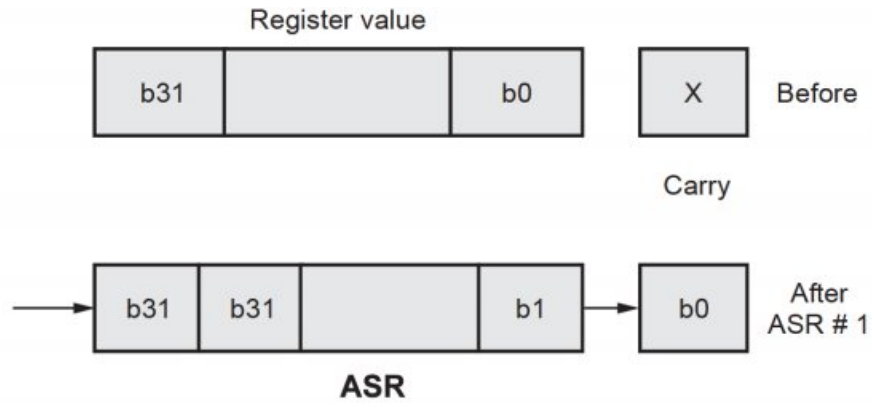 Register value
b31 b0 X Before
Carry
b31 b31 b1 b0 After
ASR # 1
ASR